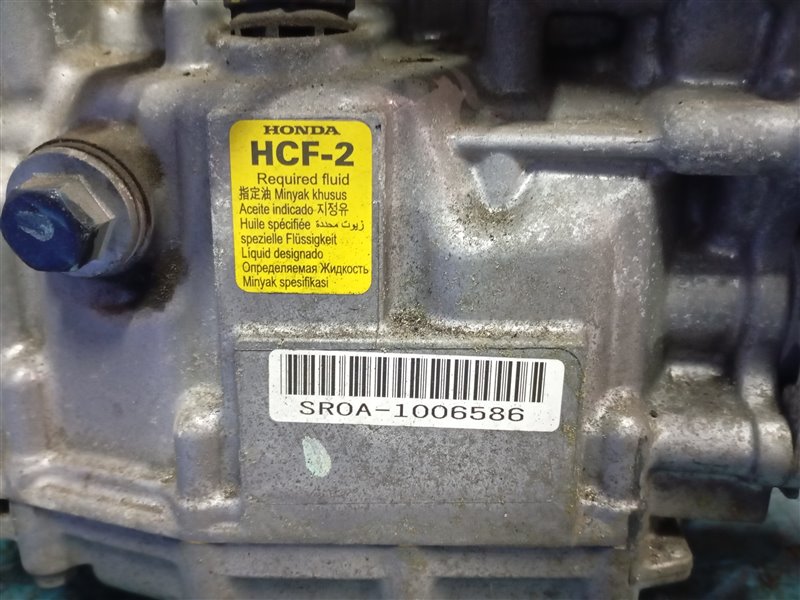 HONDA
HCF-2
Required fluid
指定油 Minyak khusus
Aceite indicado 지정유
Huile spécifiée زيوت محددة
spezielle Flüssigkeit
Líquid designado
Определяемая Жидкость
Minyak spesifikasi
SR0A-1006586